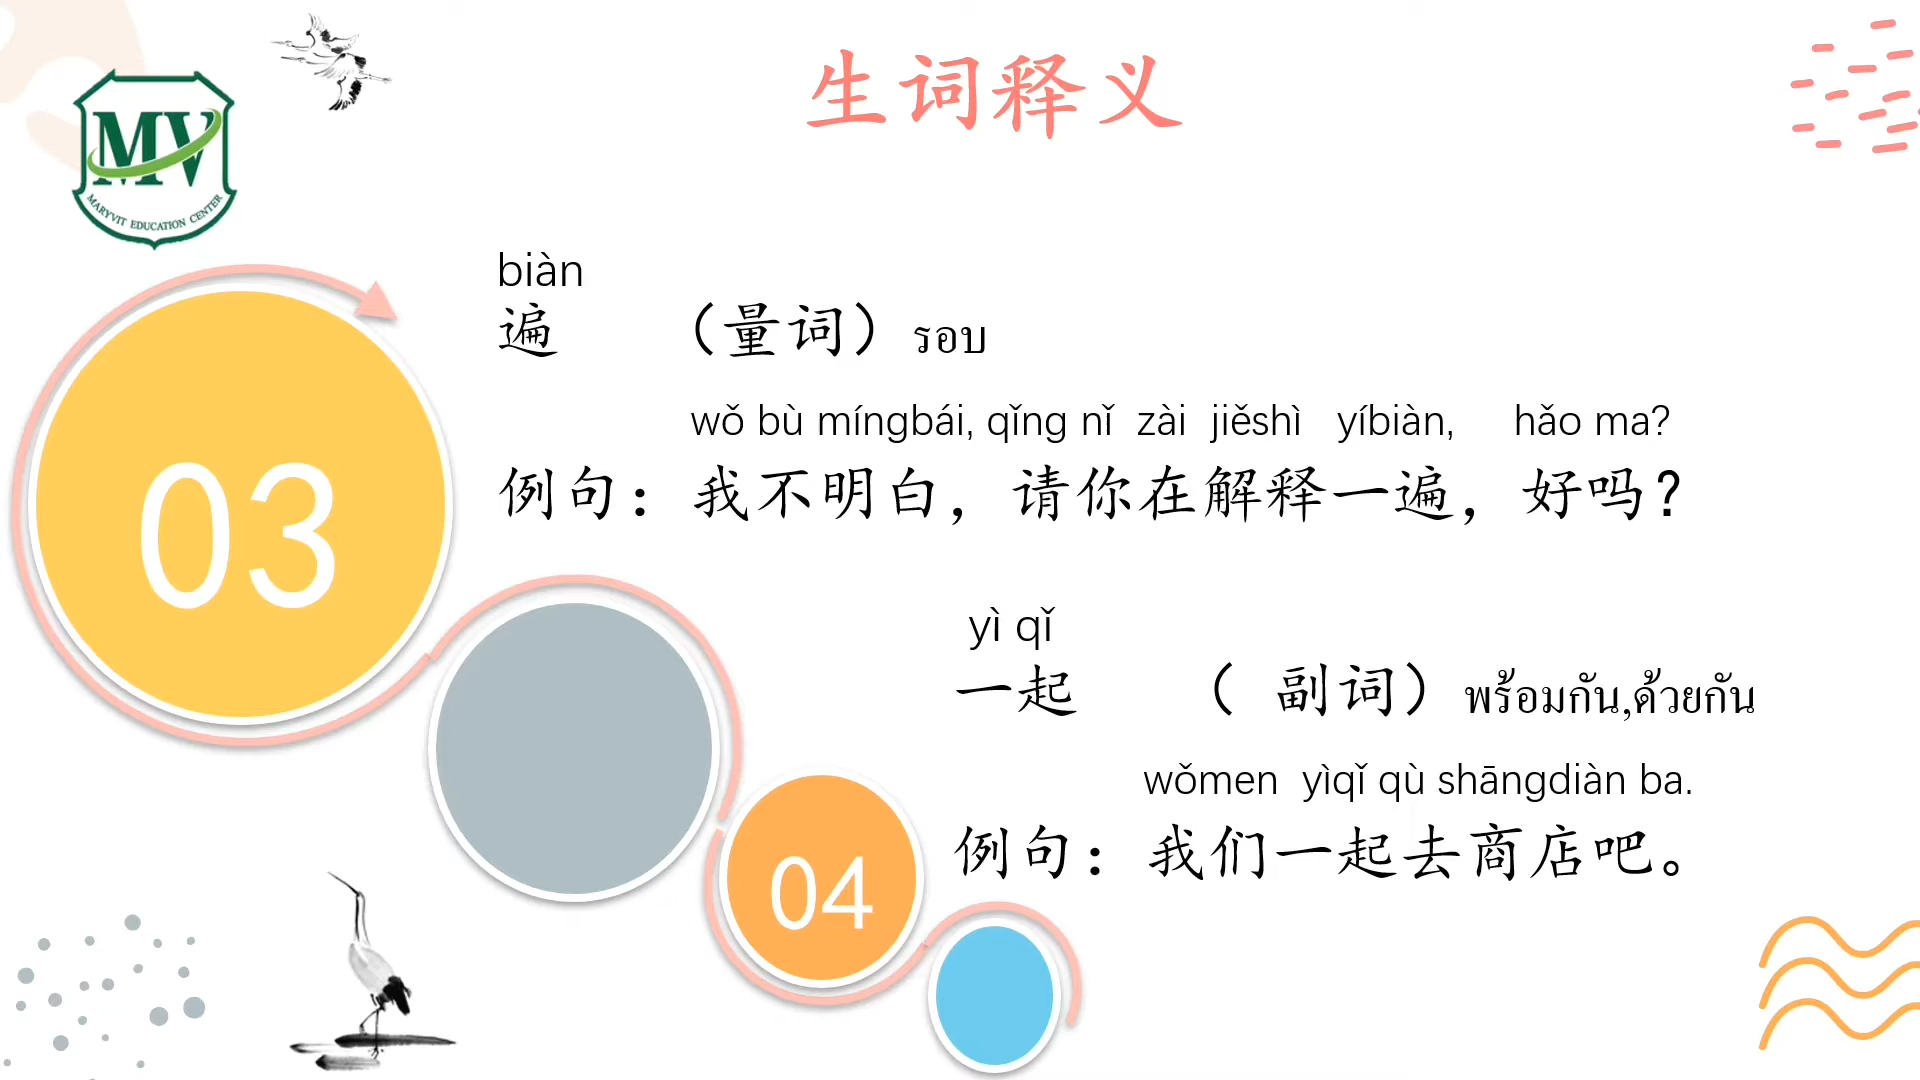 生词释义
MV
MARYVIT EDUCATION CENTER
biàn
遍 （量词）รอบ
wǒ bù míngbái, qǐng nǐ zài jiěshì yíbiàn, hǎo ma?
例句：我不明白，请你在解释一遍，好吗？
03
yì qǐ
一起 （ 副词）พร้อมกัน,ด้วยกัน
wǒmen yìqǐ qù shāngdiàn ba.
例句：我们一起去商店吧。
04